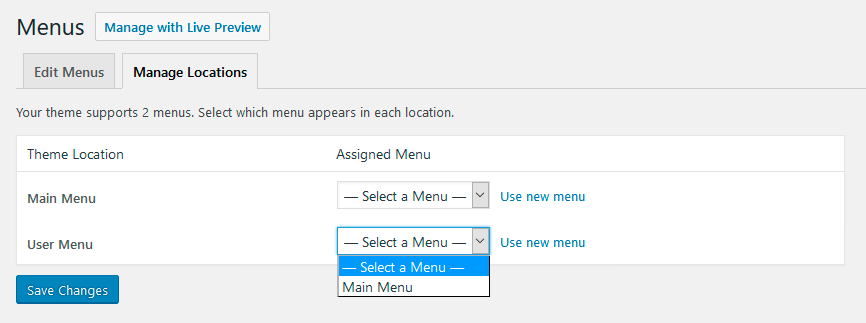 Menus Manage with Live Preview
Edit Menus Manage Locations
Your theme supports 2 menus. Select which menu appears in each location.
Theme Location Assigned Menu
Main Menu — Select a Menu — Use new menu
User Menu — Select a Menu — Use new menu
— Select a Menu —
Main Menu
Save Changes